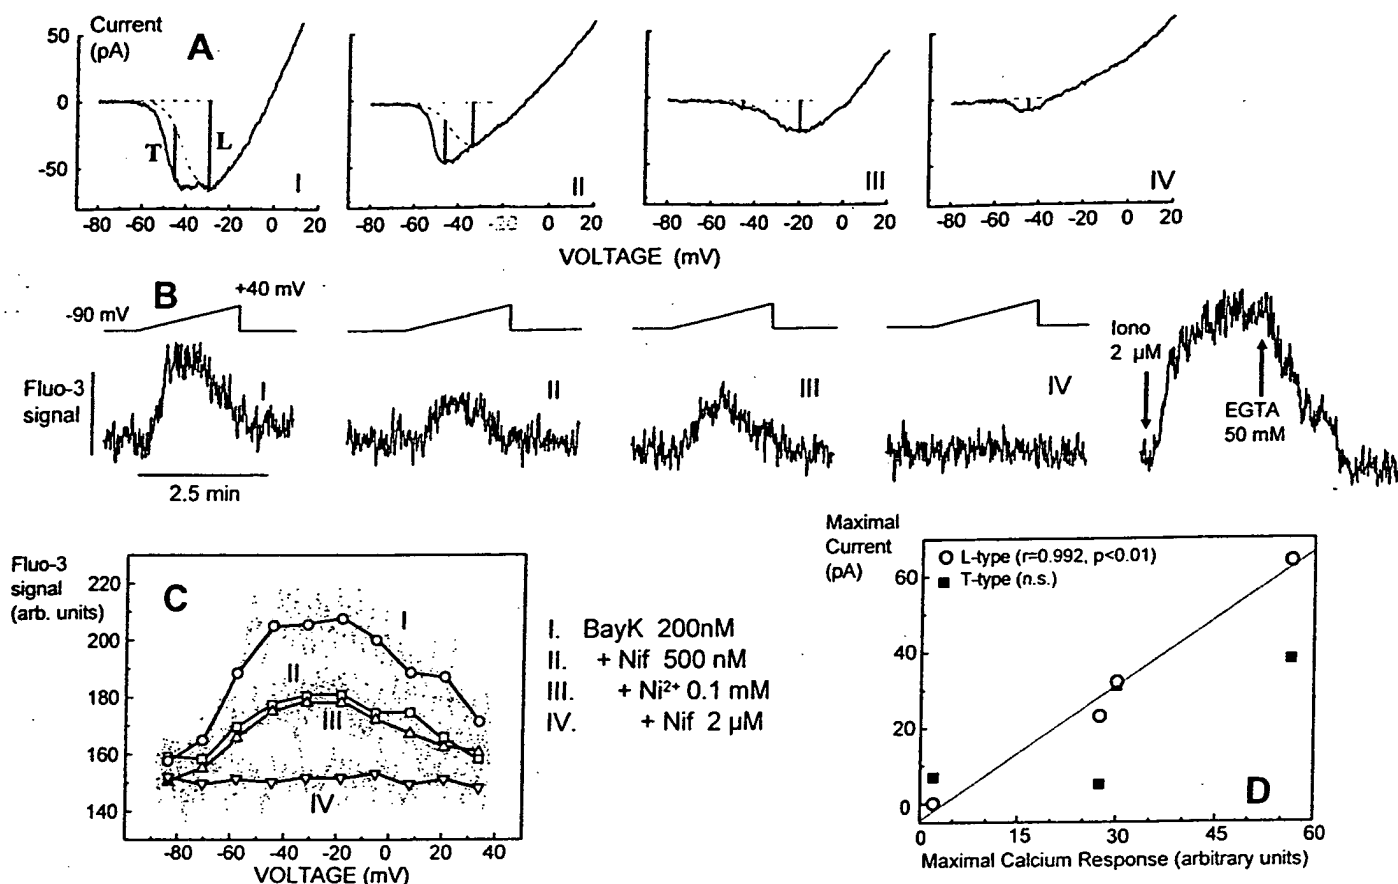 Current
(pA)
A
50
0
-50
T
L
I
II
III
IV
-80 -60 -40 -20 0 20
-80 -60 -40 0 20
-80 -60 -40 -20 0 20
-80 -60 -40 -20 0 20
VOLTAGE (mV)
B
-90 mV
+40 mV
Fluo-3
signal
I
II
III
IV
2.5 min
Iono
2 µM
EGTA
50 mM
Fluo-3
signal
(arb. units)
C
220
200
180
160
140
I
II
III
IV
-80 -60 -40 -20 0 20 40
VOLTAGE (mV)
I. BayK 200nM
II. + Nif 500 nM
III. + Ni²⁺ 0.1 mM
IV. + Nif 2 µM
Maximal
Current
(pA)
60
40
20
0
L-type (r=0.992, p<0.01)
T-type (n.s.)
D
0 15 30 45 60
Maximal Calcium Response (arbitrary units)